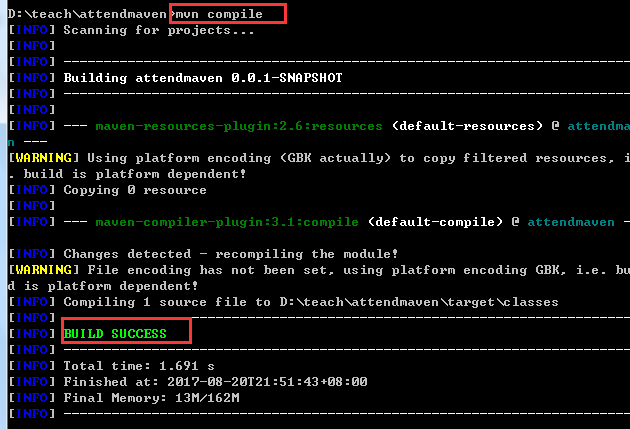 D:\teach\attendmaven>mvn compile
[INFO] Scanning for projects...
[INFO]
[INFO] ------------------------------------------------------------------------
[INFO] Building attendmaven 0.0.1-SNAPSHOT
[INFO] ------------------------------------------------------------------------
[INFO]
[INFO] --- maven-resources-plugin:2.6:resources (default-resources) @ attendmave
n ---
[WARNING] Using platform encoding (GBK actually) to copy filtered resources, i
. build is platform dependent!
[INFO] Copying 0 resource
[INFO]
[INFO] --- maven-compiler-plugin:3.1:compile (default-compile) @ attendmaven -
[INFO] Changes detected - recompiling the module!
[WARNING] File encoding has not been set, using platform encoding GBK, i.e. bu
d is platform dependent!
[INFO] Compiling 1 source file to D:\teach\attendmaven\target\classes
[INFO] ------------------------------------------------------------------------
[INFO] BUILD SUCCESS
[INFO] ------------------------------------------------------------------------
[INFO] Total time: 1.691 s
[INFO] Finished at: 2017-08-20T21:51:43+08:00
[INFO] Final Memory: 13M/162M
[INFO] ------------------------------------------------------------------------